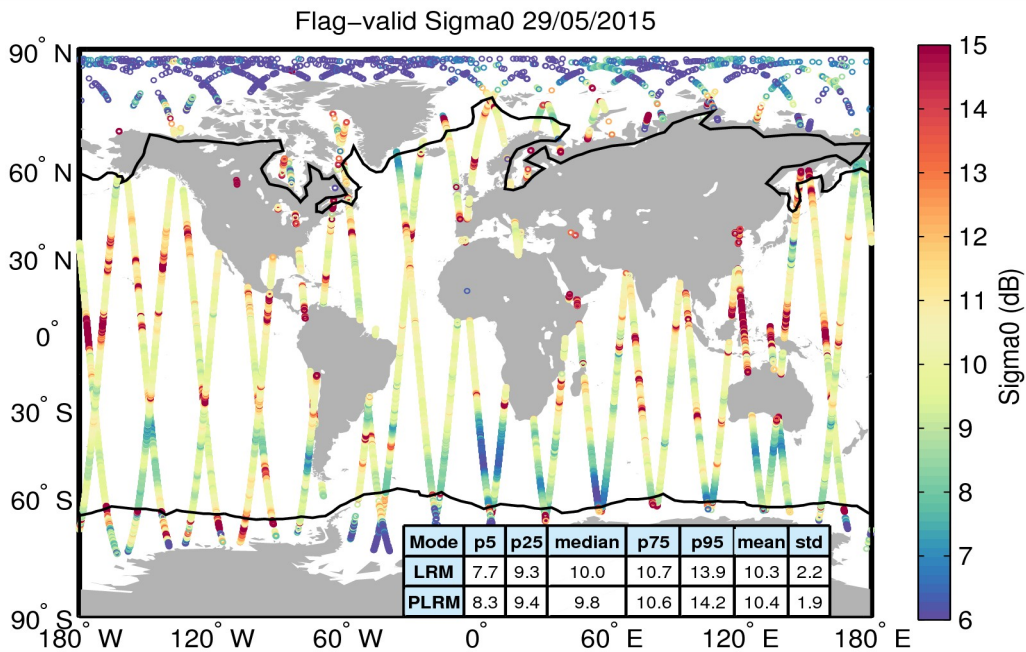 Flag−valid Sigma0 29/05/2015
90° N
60° N
30° N
0°
30° S
60° S
90° S
180° W
120° W
60° W
0°
60° E
120° E
180° E
Mode p5 p25 median p75 p95 mean std
LRM 7.7 9.3 10.0 10.7 13.9 10.3 2.2
PLRM 8.3 9.4 9.8 10.6 14.2 10.4 1.9
15
14
13
12
11
10
9
8
7
6
Sigma0 (dB)